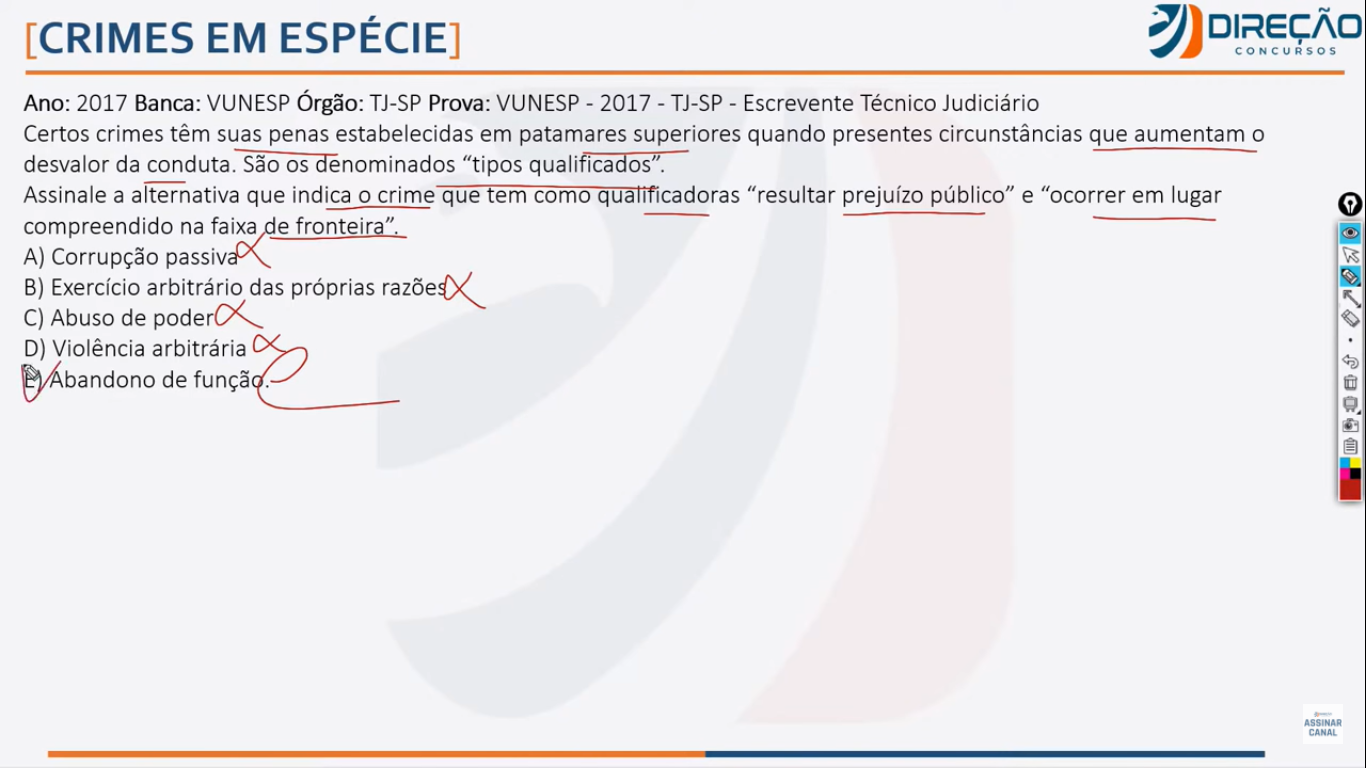 [CRIMES EM ESPÉCIE]
DIREÇÃO
CONCURSOS
Ano: 2017 Banca: VUNESP Órgão: TJ-SP Prova: VUNESP - 2017 - TJ-SP - Escrevente Técnico Judiciário
Certos crimes têm suas penas estabelecidas em patamares superiores quando presentes circunstâncias que aumentam o
desvalor da conduta. São os denominados “tipos qualificados”.
Assinale a alternativa que indica o crime que tem como qualificadoras “resultar prejuízo público” e “ocorrer em lugar
compreendido na faixa de fronteira”.
A) Corrupção passiva
B) Exercício arbitrário das próprias razões
C) Abuso de poder
D) Violência arbitrária
E) Abandono de função.
ASSINAR
CANAL